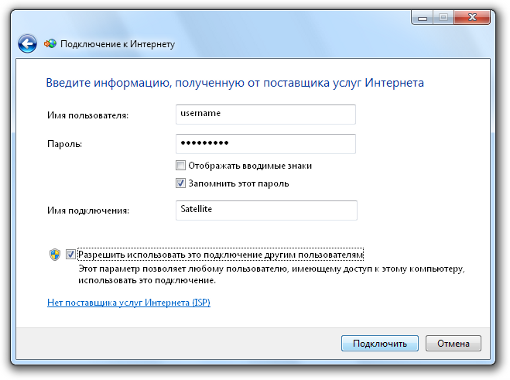 Подключение к Интернету
Введите информацию, полученную от поставщика услуг Интернета
Имя пользователя: username
Пароль: •••••••••
Отображать вводимые знаки
Запомнить этот пароль
Имя подключения: Satellite
Разрешить использовать это подключение другим пользователям
Этот параметр позволяет любому пользователю, имеющему доступ к этому компьютеру,
использовать это подключение.
Нет поставщика услуг Интернета (ISP)
Подключить Отмена